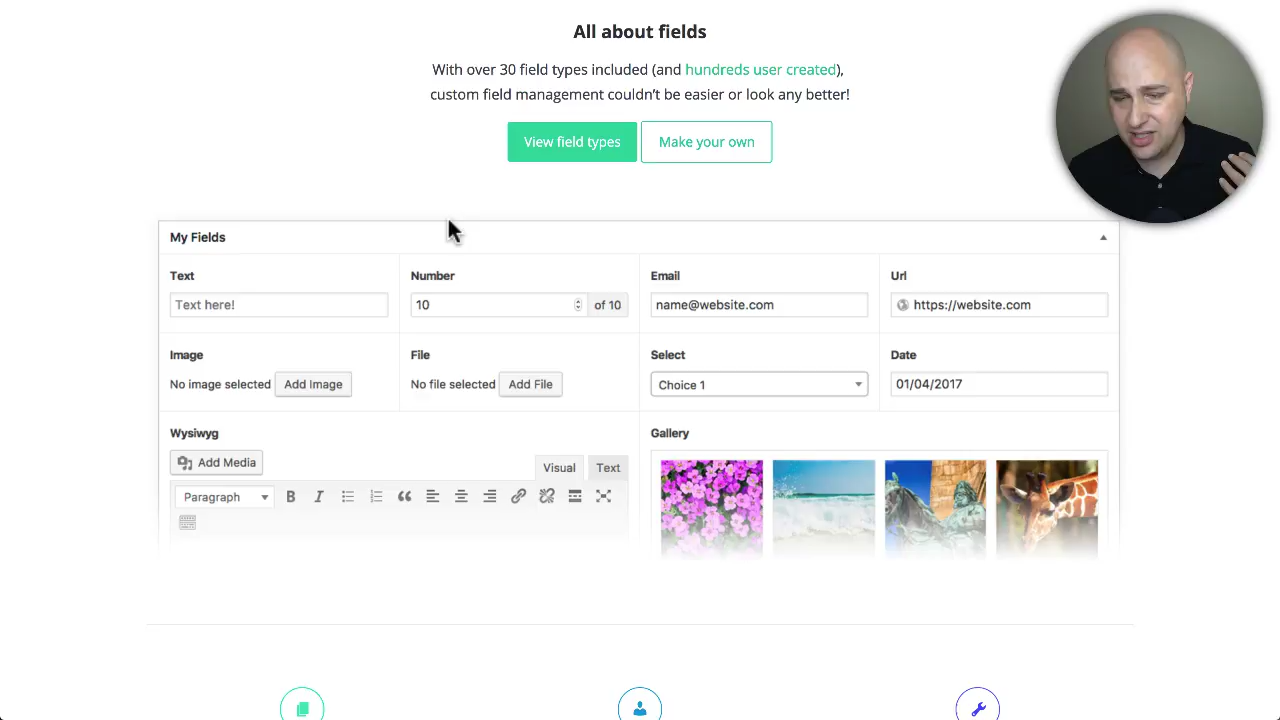 All about fields
With over 30 field types included (and hundreds user created),
custom field management couldn't be easier or look any better!
View field types
Make your own
My Fields
Text
Number
Email
Url
Text here!
10
of 10
name@website.com
https://website.com
Image
File
Select
Date
No image selected
Add Image
No file selected
Add File
Choice 1
01/04/2017
Wysiwyg
Gallery
Add Media
Visual
Text
Paragraph
B
I